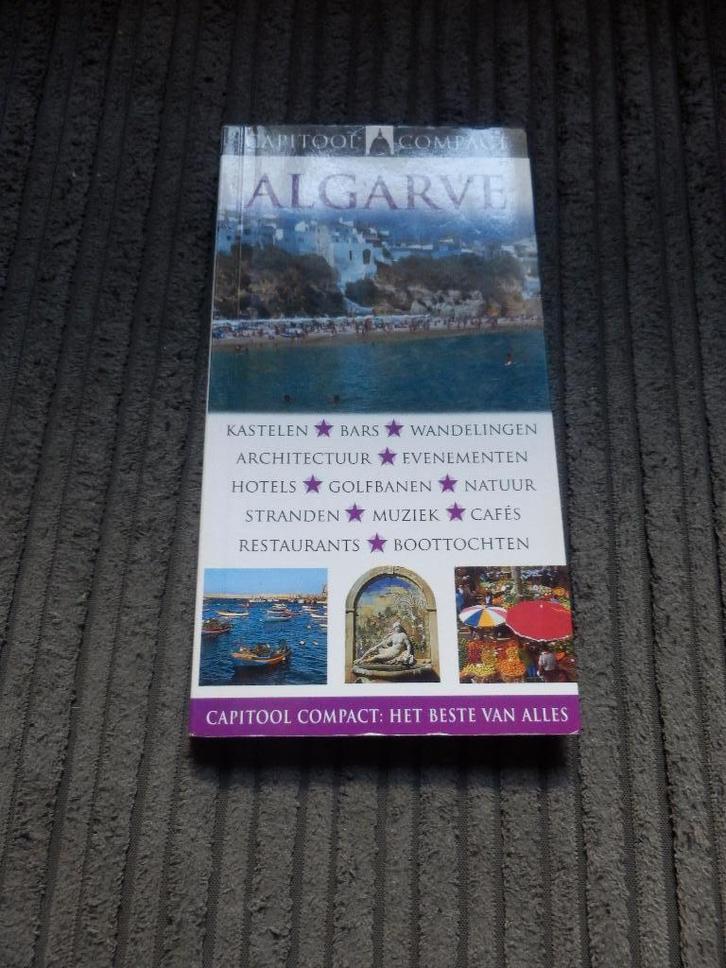 CAPITOOL COMPACT
ALGARVE
KASTELEN ★ BARS ★ WANDELINGEN
ARCHITECTUUR ★ EVENEMENTEN
HOTELS ★ GOLFBANEN ★ NATUUR
STRANDEN ★ MUZIEK ★ CAFÉS
RESTAURANTS ★ BOOTTOCHTEN
CAPITOOL COMPACT: HET BESTE VAN ALLES